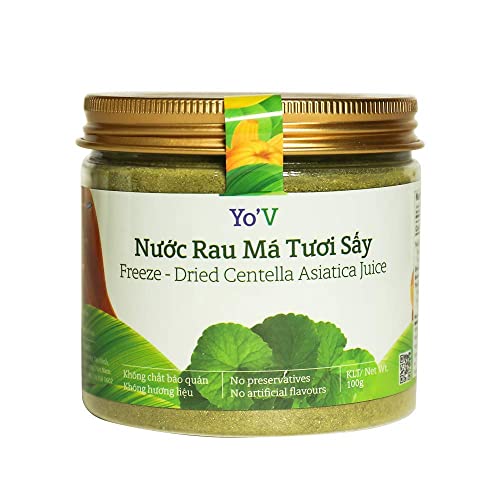 Yo'V
Nước Rau Má Tươi Sấy
Freeze - Dried Centella Asiatica Juice
Không chất bảo quản
Không hương liệu
No preservatives
No artificial flavours
KLT/ Net Wt.
100g